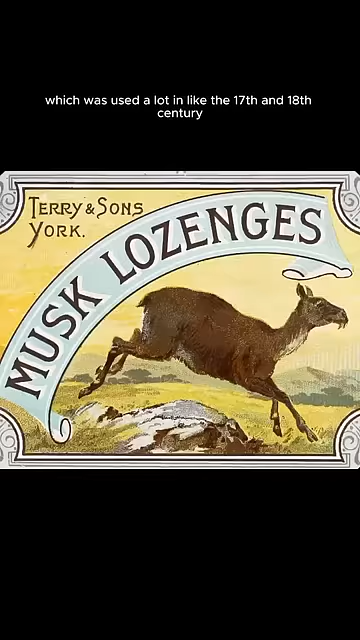 which was used a lot in like the 17th and 18th
century
TERRY & SONS
YORK.
MUSK LOZENGES